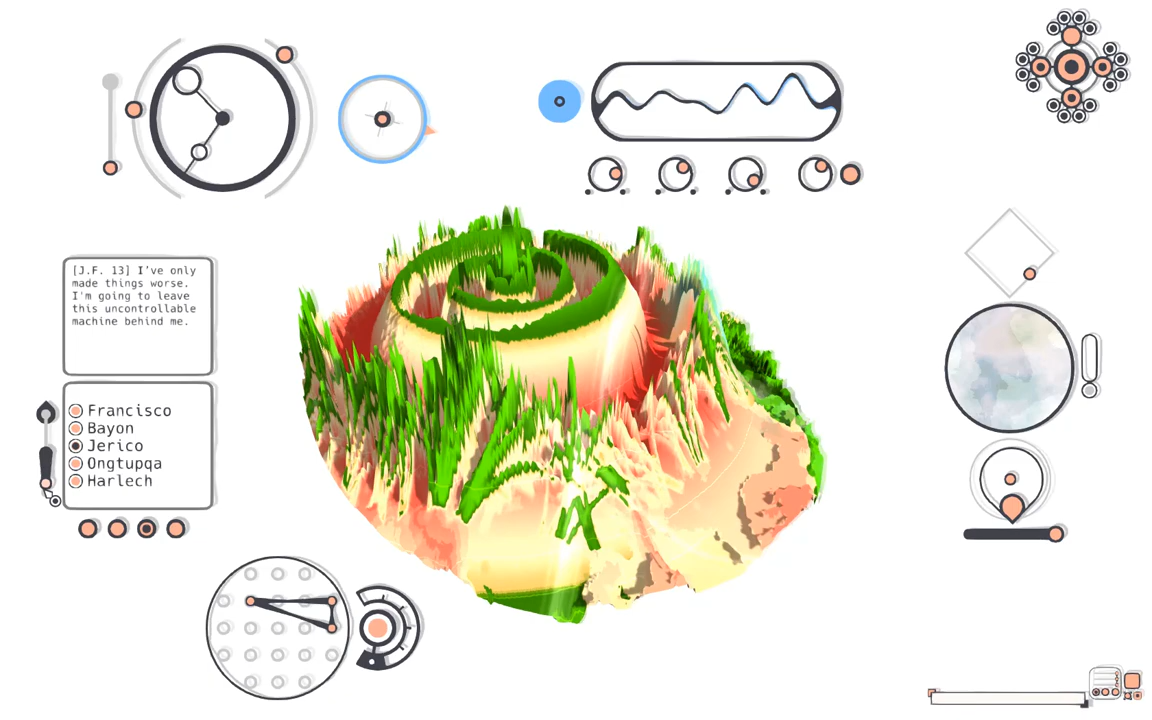 [J.F. 13] I've only
made things worse.
I'm going to leave
this uncontrollable
machine behind me.
Francisco
Bayon
Jerico
Ongtupqa
Harlech